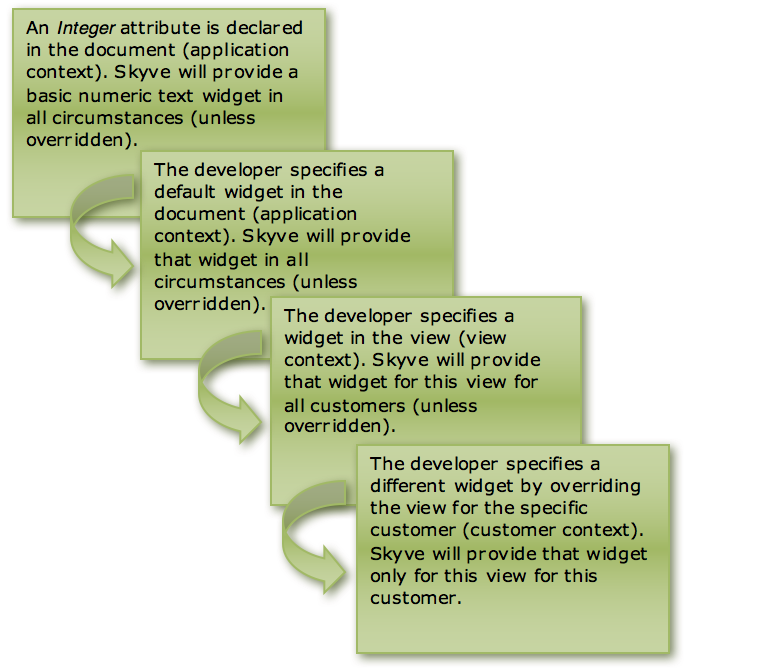 An Integer attribute is declared
in the document (application
context). Skyve will provide a
basic numeric text widget in
all circumstances (unless
overridden).
The developer specifies a
default widget in the
document (application
context). Skyve will provide
that widget in all
circumstances (unless
overridden).
The developer specifies a
widget in the view (view
context). Skyve will provide
that widget for this view for
all customers (unless
overridden).
The developer specifies a
different widget by overriding
the view for the specific
customer (customer context).
Skyve will provide that widget
only for this view for this
customer.